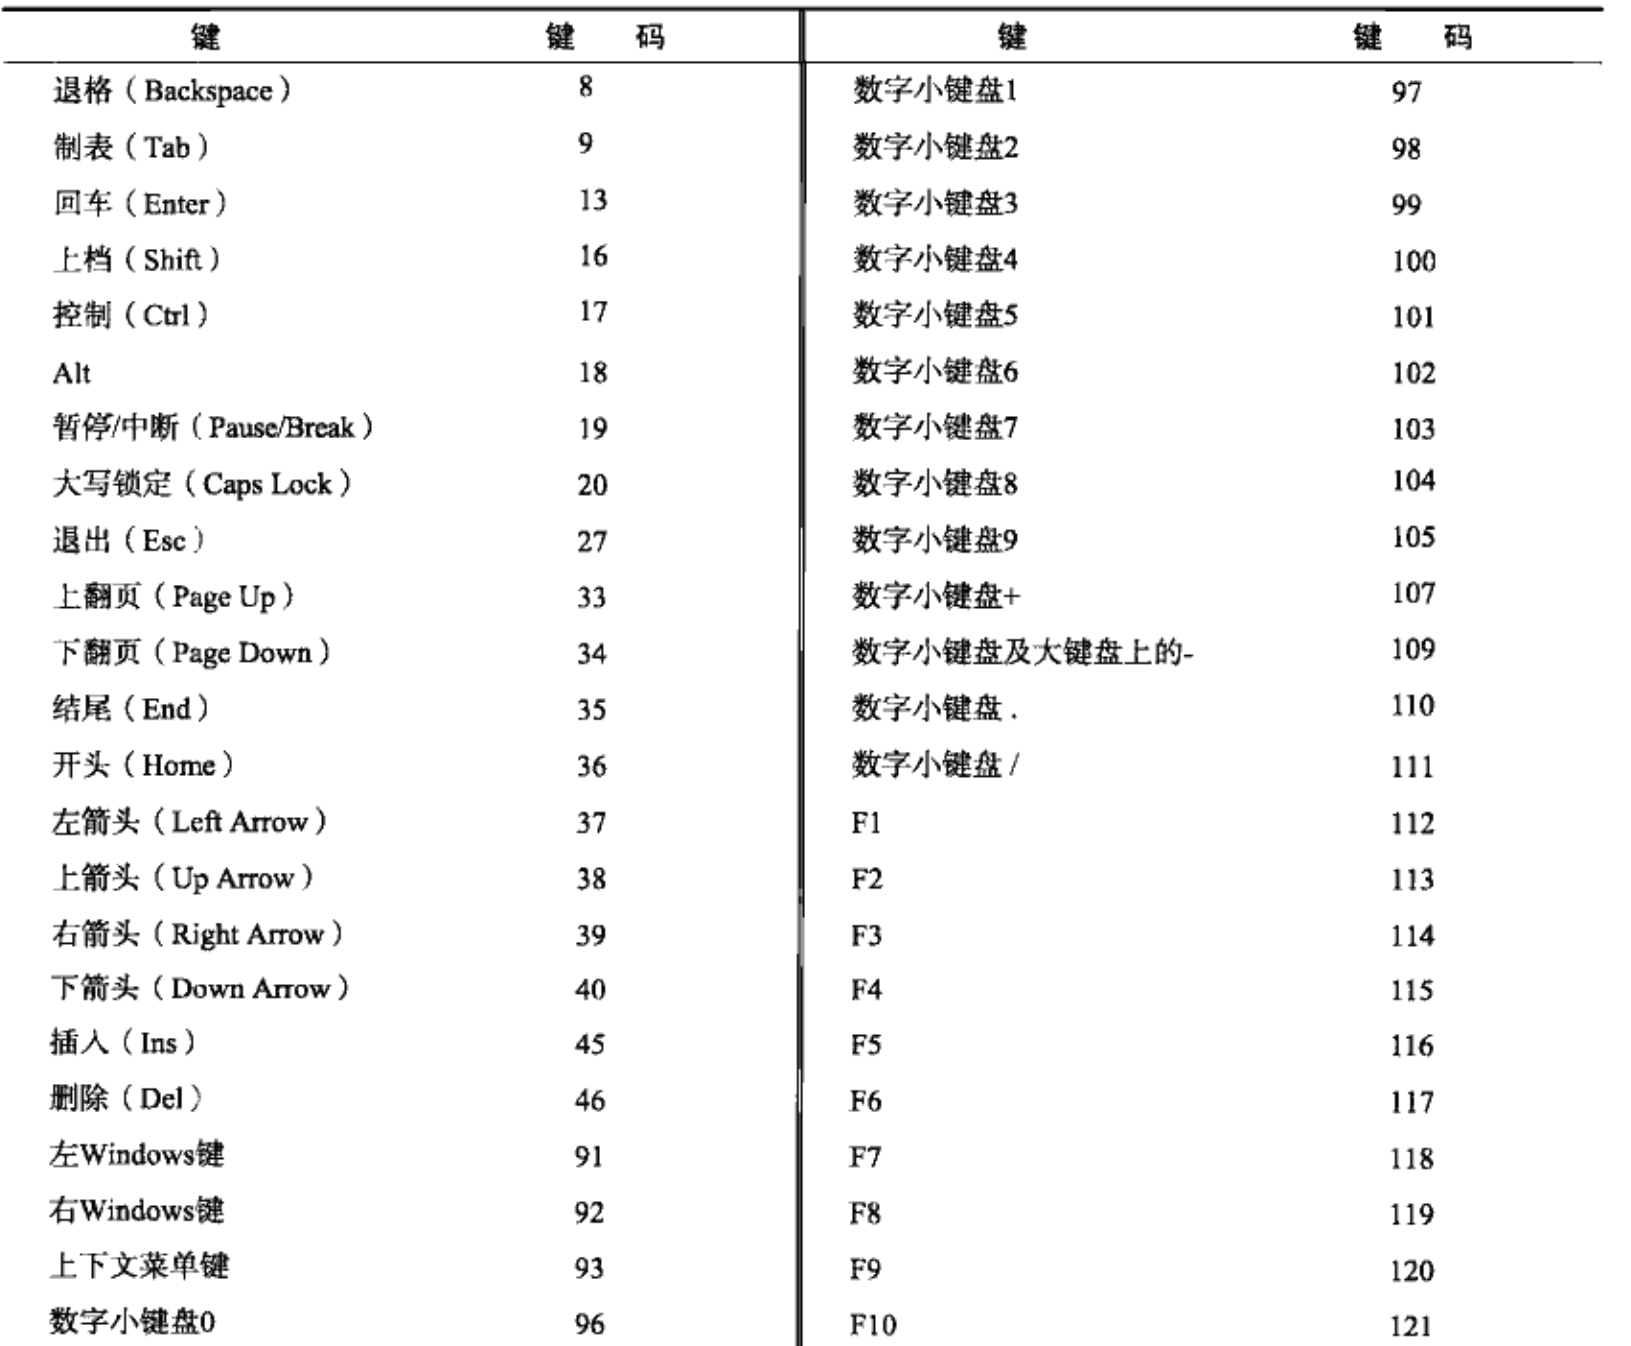 键 键 码 键 键 码
退格（Backspace） 8 数字小键盘1 97
制表（Tab） 9 数字小键盘2 98
回车（Enter） 13 数字小键盘3 99
上档（Shift） 16 数字小键盘4 100
控制（Ctrl） 17 数字小键盘5 101
Alt 18 数字小键盘6 102
暂停/中断（Pause/Break） 19 数字小键盘7 103
大写锁定（Caps Lock） 20 数字小键盘8 104
退出（Esc） 27 数字小键盘9 105
上翻页（Page Up） 33 数字小键盘+ 107
下翻页（Page Down） 34 数字小键盘及大键盘上的- 109
结尾（End） 35 数字小键盘 . 110
开头（Home） 36 数字小键盘 / 111
左箭头（Left Arrow） 37 F1 112
上箭头（Up Arrow） 38 F2 113
右箭头（Right Arrow） 39 F3 114
下箭头（Down Arrow） 40 F4 115
插入（Ins） 45 F5 116
删除（Del） 46 F6 117
左Windows键 91 F7 118
右Windows键 92 F8 119
上下文菜单键 93 F9 120
数字小键盘0 96 F10 121